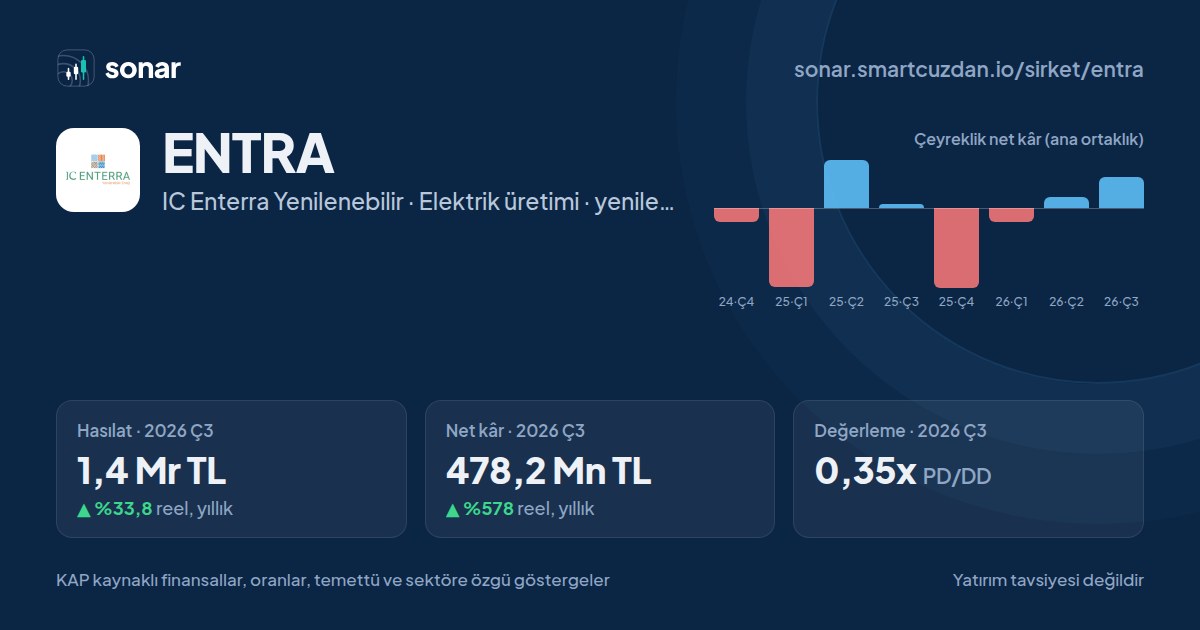 sonar
sonar.smartcuzdan.io/sirket/entra
IC ENTERRA
ENTRA
IC Enterra Yenilenebilir · Elektrik üretimi · yenile...
Çeyreklik net kâr (ana ortaklık)
24·Ç4 25·Ç1 25·Ç2 25·Ç3 25·Ç4 26·Ç1 26·Ç2 26·Ç3
Hasılat · 2026 Ç3
1,4 Mr TL
▲ %33,8 reel, yıllık
Net kâr · 2026 Ç3
478,2 Mn TL
▲ %578 reel, yıllık
Değerleme · 2026 Ç3
0,35x PD/DD
KAP kaynaklı finansallar, oranlar, temettü ve sektöre özgü göstergeler
Yatırım tavsiyesi değildir